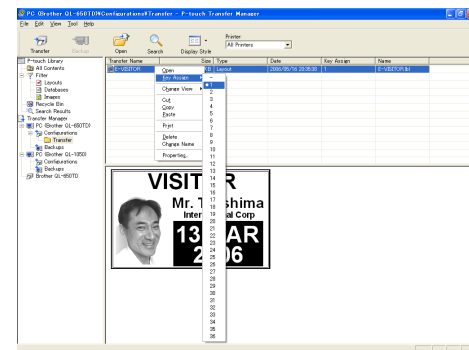 PC (Brother QL-650TD)¥Configurations¥Transfer - P-touch Transfer Manager
File Edit View Tool Help
Transfer Backup Open Search Display Style Printer
All Printers
P-touch Library
All Contents
Filter
Layouts
Databases
Images
Recycle Bin
Search Results
Transfer Manager
PC (Brother QL-650TD)
Configurations
Transfer
Backups
PC (Brother QL-1050)
Configurations
Backups
Brother QL-650TD
Transfer Name Size Type Date Key Assign Name
E-VISITOR KB Layout 2006/05/16 20:35:38 1 E-VISITOR.lbl
Open
Key Assign
Change View
Cut
Copy
Paste
Print
Delete
Change Name
Properties...
-
1
2
3
4
5
6
7
8
9
10
11
12
13
14
15
16
17
18
19
20
21
22
23
24
25
26
27
28
29
30
31
32
33
34
35
36
VISIT R
Mr. T shima
Inter al Corp
13 AR
2 06